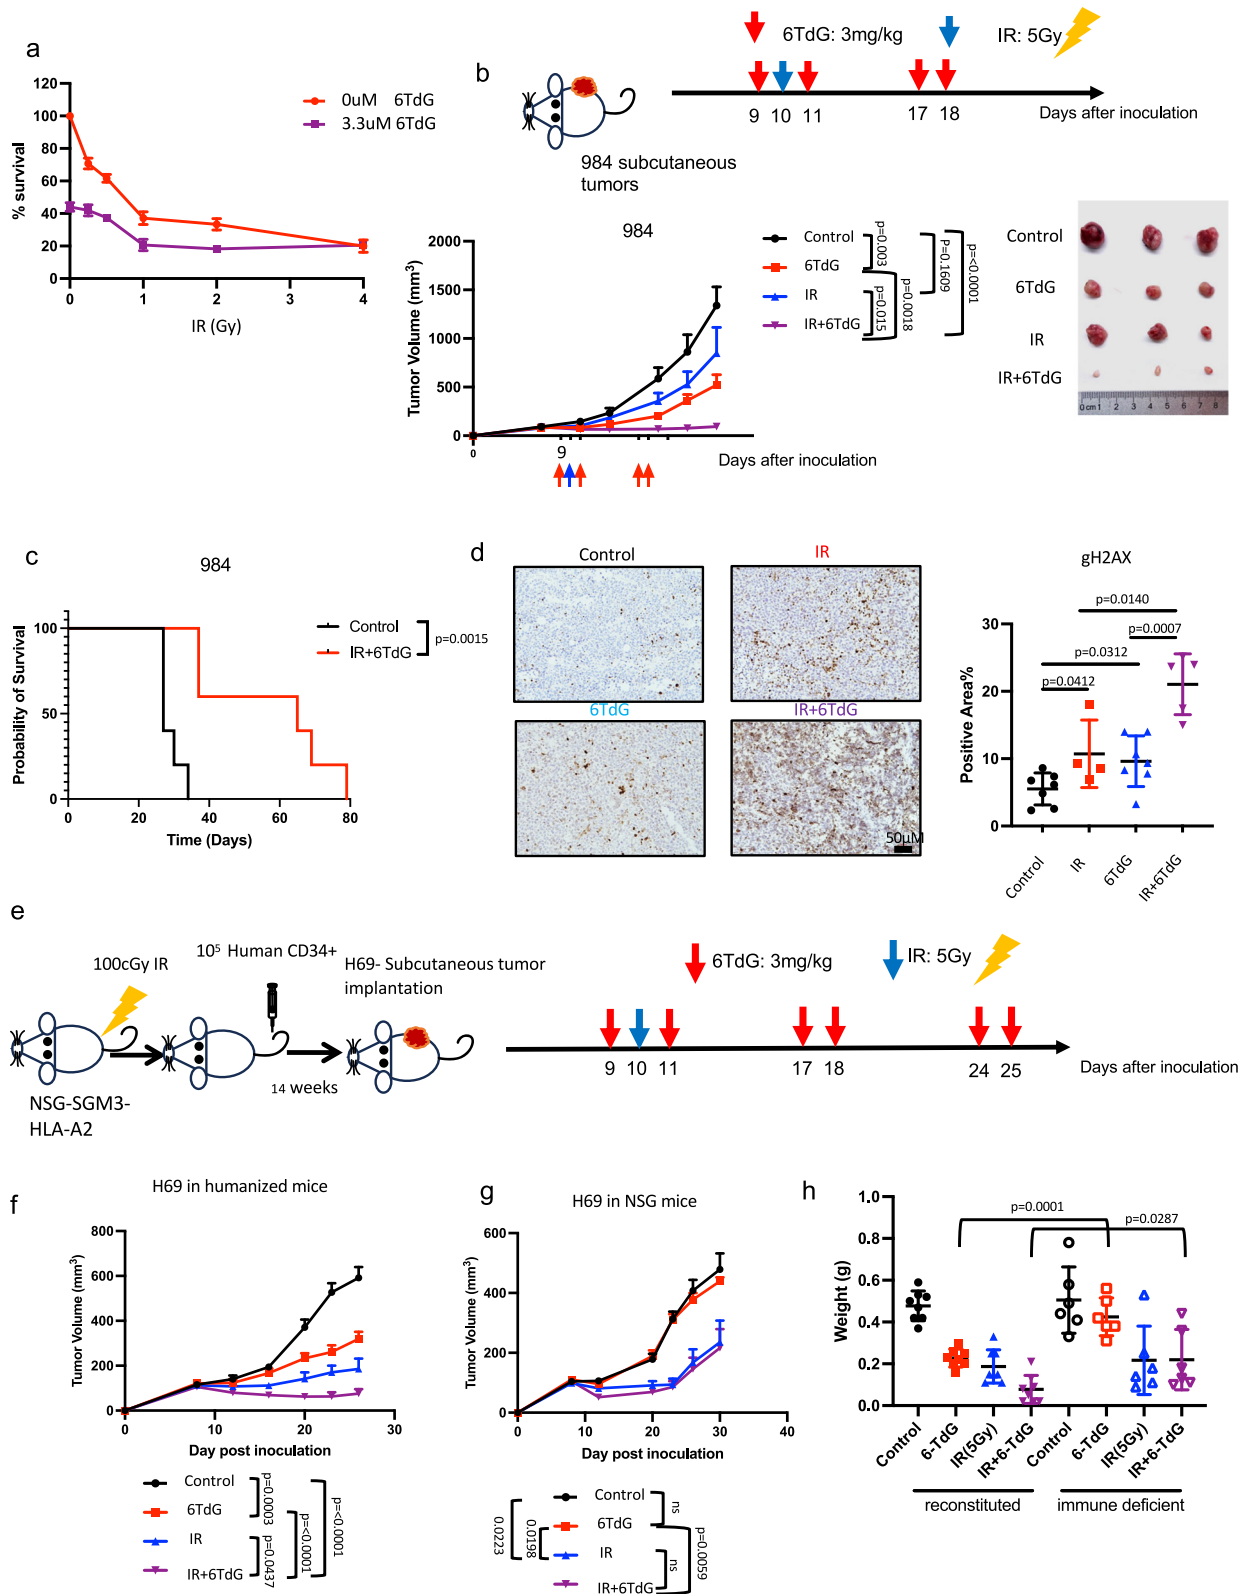 a
% survival
120
100
80
60
40
20
0
0
1
2
3
4
IR (Gy)
0uM 6TdG
3.3uM 6TdG
b
6TdG: 3mg/kg
IR: 5Gy
9
10
11
17
18
Days after inoculation
984 subcutaneous
tumors
984
Tumor Volume (mm³)
2000
1500
1000
500
0
0
9
Days after inoculation
Control
6TdG
IR
IR+6TdG
p=0.003
p=0.015
p=0.0018
P=0.1609
p=<0.0001
Control
6TdG
IR
IR+6TdG
0cm 1 2 3 4 5 6 7 8
c
984
Probability of Survival
100
50
0
0
20
40
60
80
Time (Days)
Control
IR+6TdG
p=0.0015
d
Control
IR
6TdG
IR+6TdG
50μM
gH2AX
Positive Area%
30
20
10
0
p=0.0140
p=0.0007
p=0.0312
p=0.0412
Control
IR
6TdG
IR+6TdG
e
100cGy IR
10⁵ Human CD34+
H69- Subcutaneous tumor
implantation
14 weeks
NSG-SGM3-
HLA-A2
6TdG: 3mg/kg
IR: 5Gy
9
10
11
17
18
24
25
Days after inoculation
f
H69 in humanized mice
Tumor Volume (mm³)
800
600
400
200
0
0
10
20
30
Day post inoculation
Control
6TdG
IR
IR+6TdG
p=0.0003
p=0.0437
p=<0.0001
p=<0.0001
g
H69 in NSG mice
Tumor Volume (mm³)
600
400
200
0
0
10
20
30
40
Day post inoculation
Control
6TdG
IR
IR+6TdG
0.0223
0.0198
ns
ns
p=0.0059
h
Weight (g)
1.0
0.8
0.6
0.4
0.2
0.0
p=0.0001
p=0.0287
Control
6-TdG
IR(5Gy)
IR+6-TdG
Control
6-TdG
IR(5Gy)
IR+6-TdG
reconstituted
immune deficient